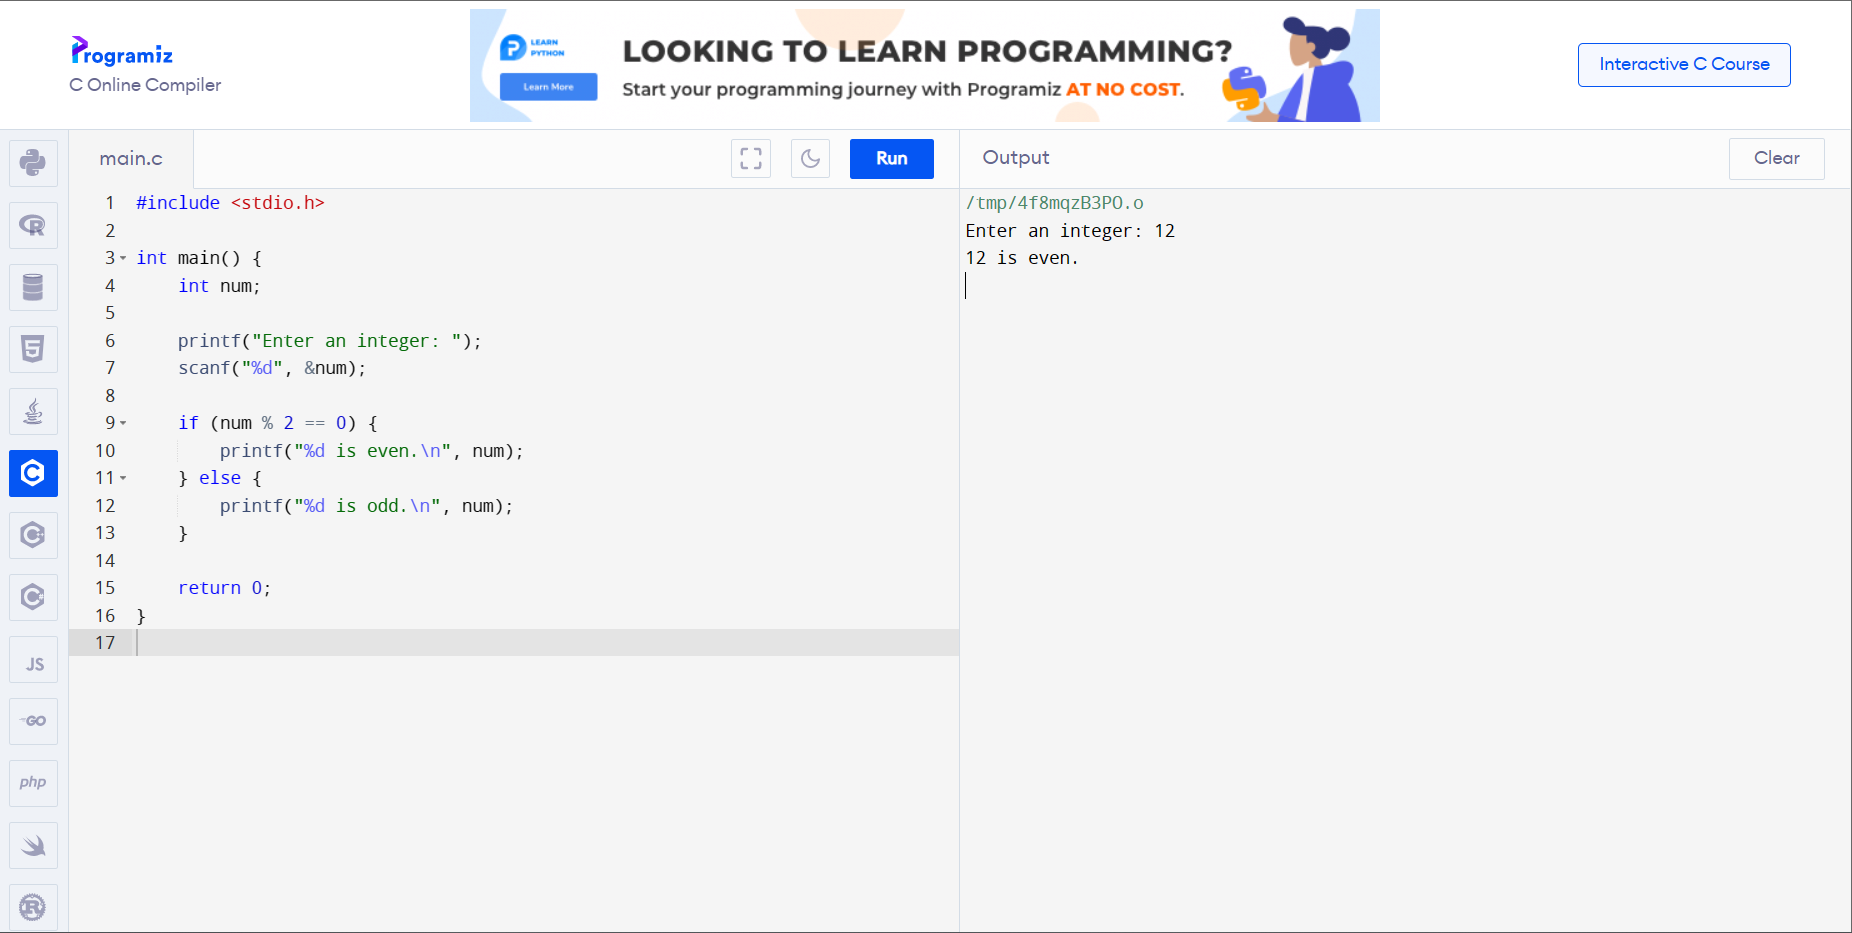 Programiz
C Online Compiler
LEARN
PYTHON
Learn More
LOOKING TO LEARN PROGRAMMING?
Start your programming journey with Programiz AT NO COST.
Interactive C Course
main.c
Run
Output
Clear
1 #include <stdio.h>
2
3 int main() {
4     int num;
5
6     printf("Enter an integer: ");
7     scanf("%d", &num);
8
9     if (num % 2 == 0) {
10         printf("%d is even.\n", num);
11     } else {
12         printf("%d is odd.\n", num);
13     }
14
15     return 0;
16 }
17
/tmp/4f8mqzB3PO.o
Enter an integer: 12
12 is even.
R
5
C
C
C#
JS
GO
php
R